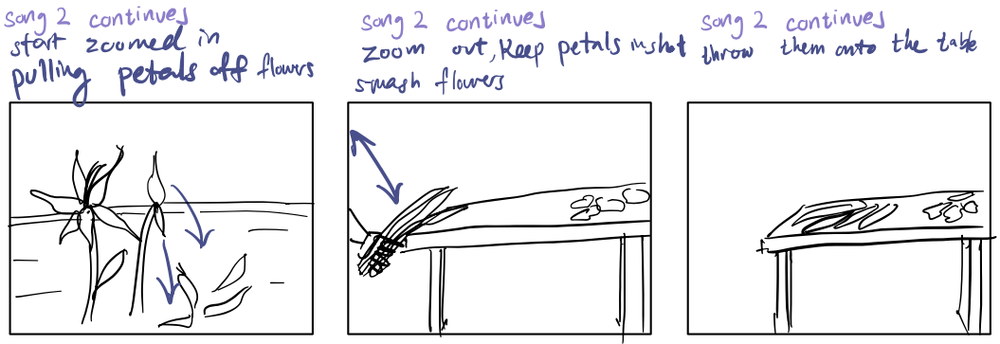 Song 2 continues
start zoomed in
pulling petals off flowers
Song 2 continues
zoom out, Keep petals in shot
smash flowers
Song 2 continues
throw them onto the table